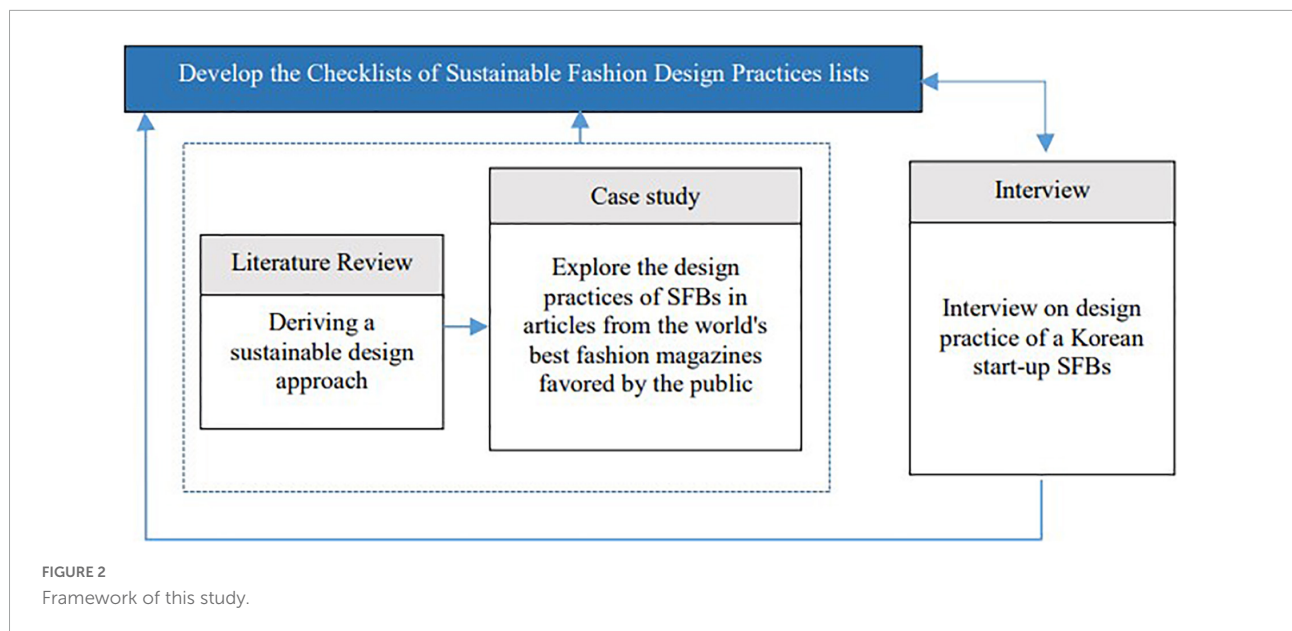 Develop the Checklists of Sustainable Fashion Design Practices lists
Literature Review
Deriving a
sustainable design
approach
Case study
Explore the design
practices of SFBs in
articles from the world's
best fashion magazines
favored by the public
Interview
Interview on design
practice of a Korean
start-up SFBs
FIGURE 2
Framework of this study.